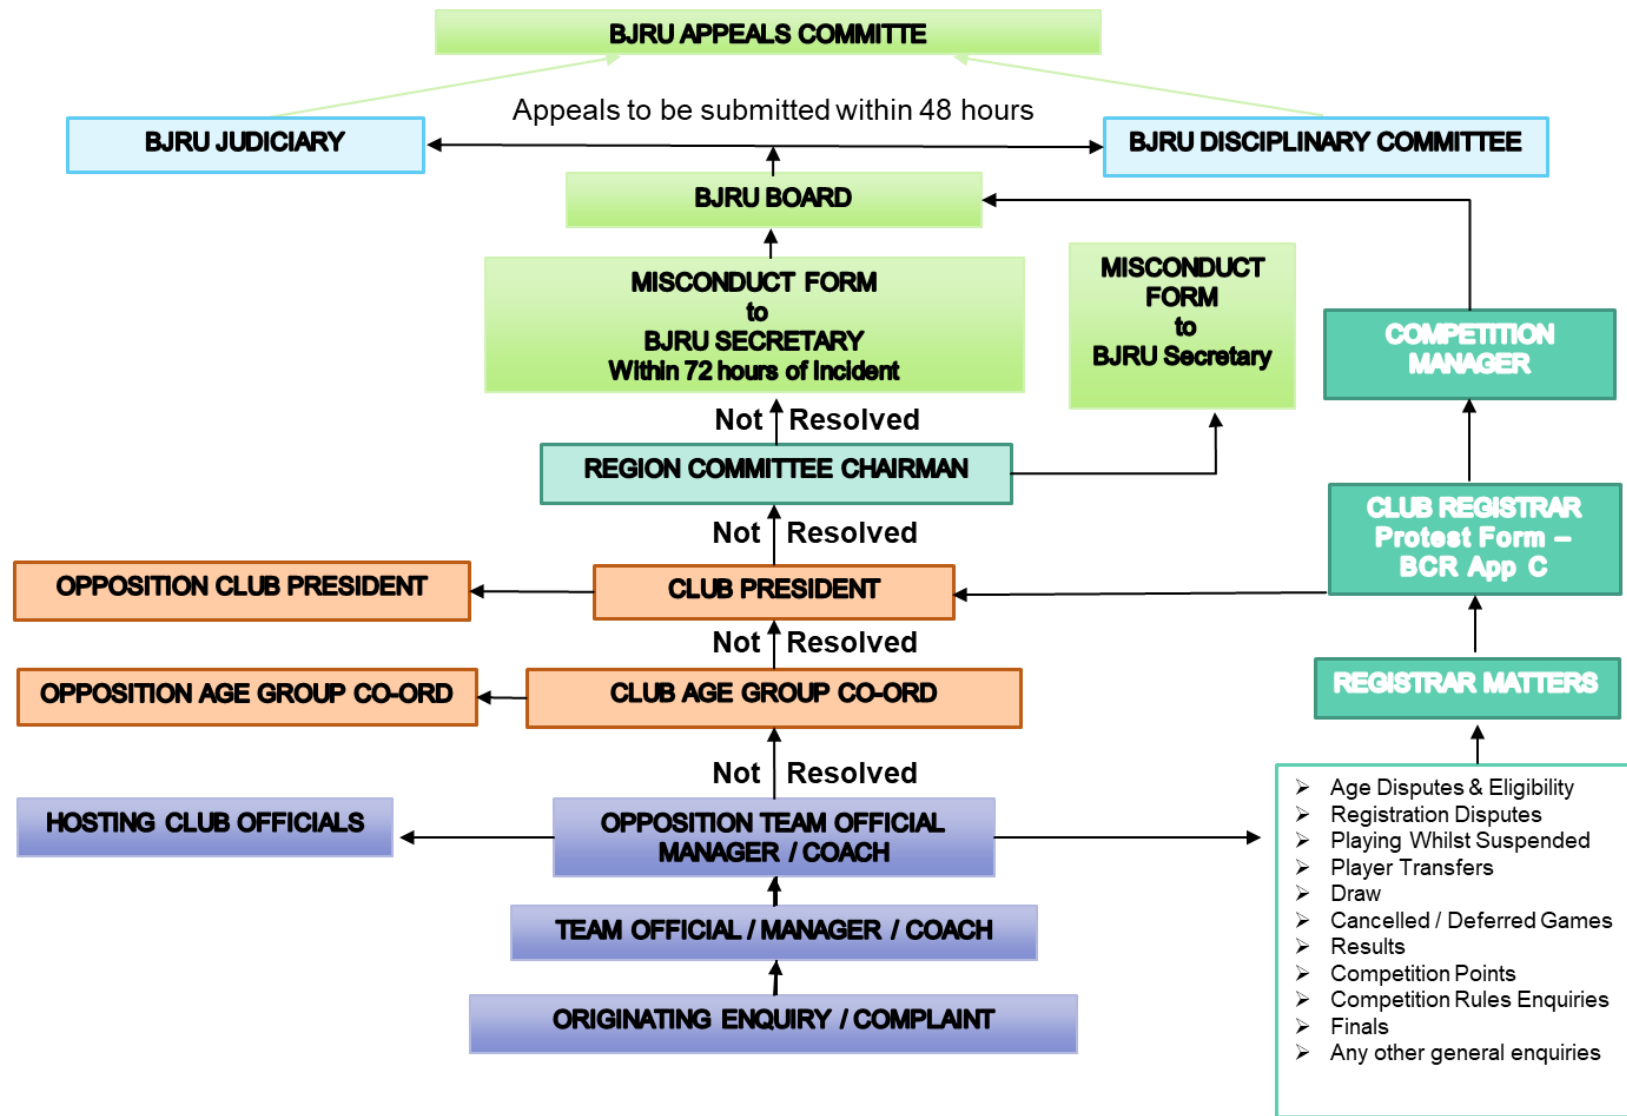 BJRU APPEALS COMMITTE
Appeals to be submitted within 48 hours
BJRU JUDICIARY
BJRU DISCIPLINARY COMMITTEE
BJRU BOARD
MISCONDUCT FORM
to
BJRU SECRETARY
Within 72 hours of Incident
MISCONDUCT
FORM
to
BJRU Secretary
COMPETITION
MANAGER
Not Resolved
REGION COMMITTEE CHAIRMAN
CLUB REGISTRAR
Protest Form –
BCR App C
Not Resolved
OPPOSITION CLUB PRESIDENT
CLUB PRESIDENT
Not Resolved
OPPOSITION AGE GROUP CO-ORD
CLUB AGE GROUP CO-ORD
REGISTRAR MATTERS
Not Resolved
HOSTING CLUB OFFICIALS
OPPOSITION TEAM OFFICIAL
MANAGER / COACH
TEAM OFFICIAL / MANAGER / COACH
ORIGINATING ENQUIRY / COMPLAINT
➢ Age Disputes & Eligibility
➢ Registration Disputes
➢ Playing Whilst Suspended
➢ Player Transfers
➢ Draw
➢ Cancelled / Deferred Games
➢ Results
➢ Competition Points
➢ Competition Rules Enquiries
➢ Finals
➢ Any other general enquiries